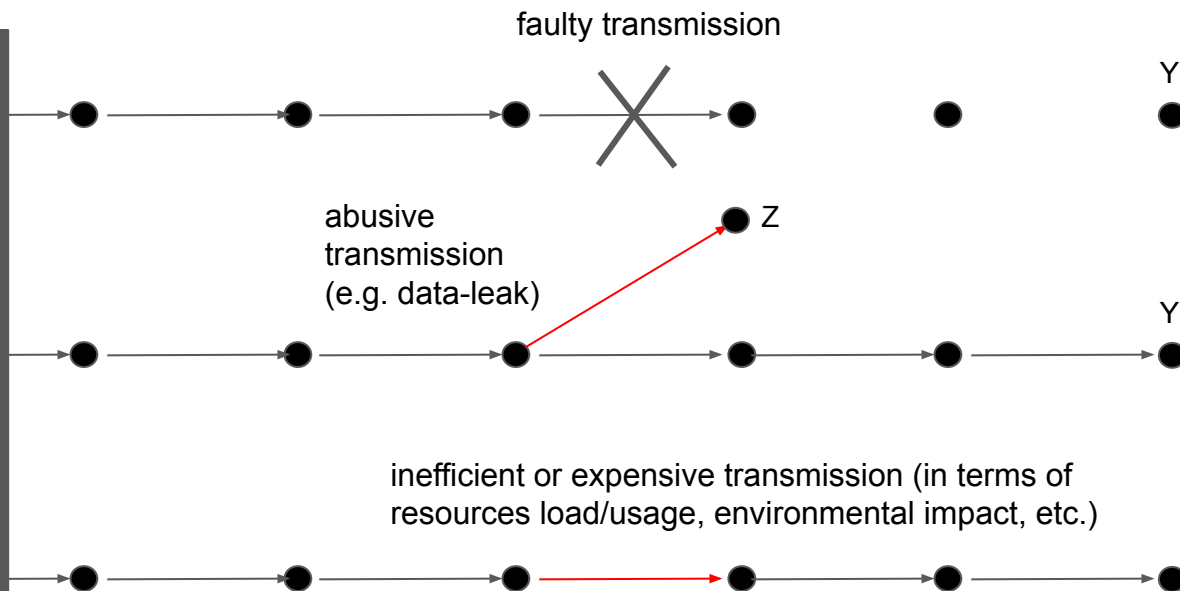 faulty transmission
Y
abusive
transmission
(e.g. data-leak)
Z
Y
inefficient or expensive transmission (in terms of
resources load/usage, environmental impact, etc.)